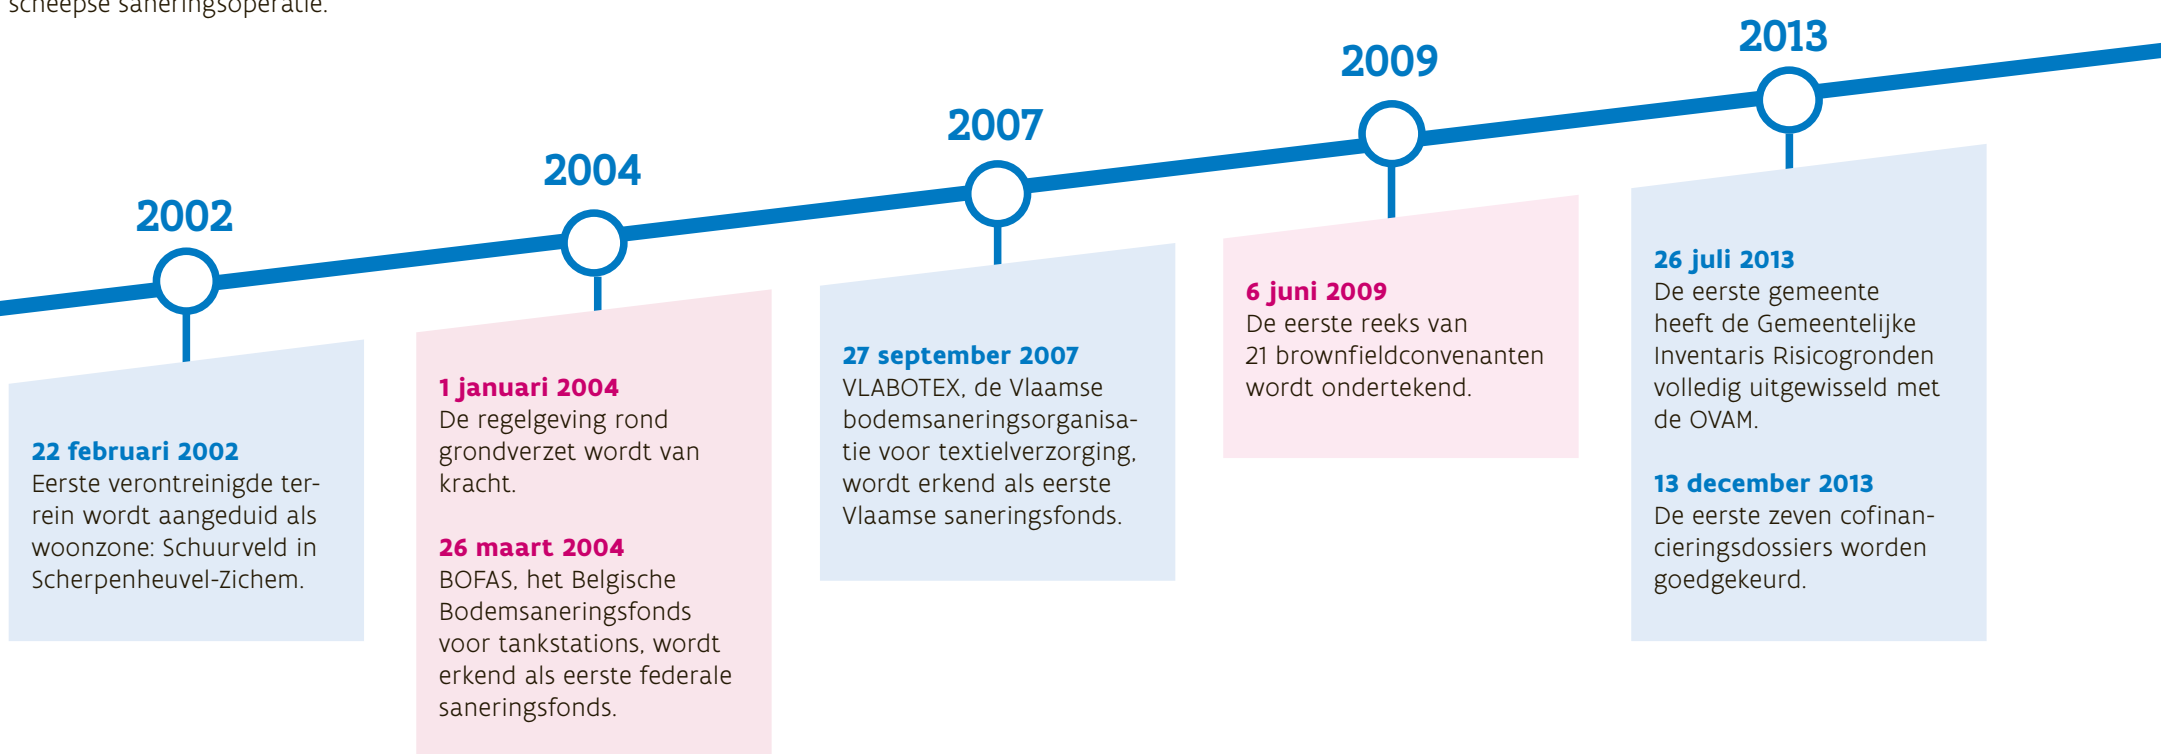 scheepse saneringsoperatie.
2002
22 februari 2002
Eerste verontreinigde ter-
rein wordt aangeduid als
woonzone: Schuurveld in
Scherpenheuvel-Zichem.
2004
1 januari 2004
De regelgeving rond
grondverzet wordt van
kracht.
26 maart 2004
BOFAS, het Belgische
Bodemsaneringsfonds
voor tankstations, wordt
erkend als eerste federale
saneringsfonds.
2007
27 september 2007
VLABOTEX, de Vlaamse
bodemsaneringsorganisa-
tie voor textielverzorging,
wordt erkend als eerste
Vlaamse saneringsfonds.
2009
6 juni 2009
De eerste reeks van
21 brownfieldconvenanten
wordt ondertekend.
2013
26 juli 2013
De eerste gemeente
heeft de Gemeentelijke
Inventaris Risicogronden
volledig uitgewisseld met
de OVAM.
13 december 2013
De eerste zeven cofinan-
cieringsdossiers worden
goedgekeurd.